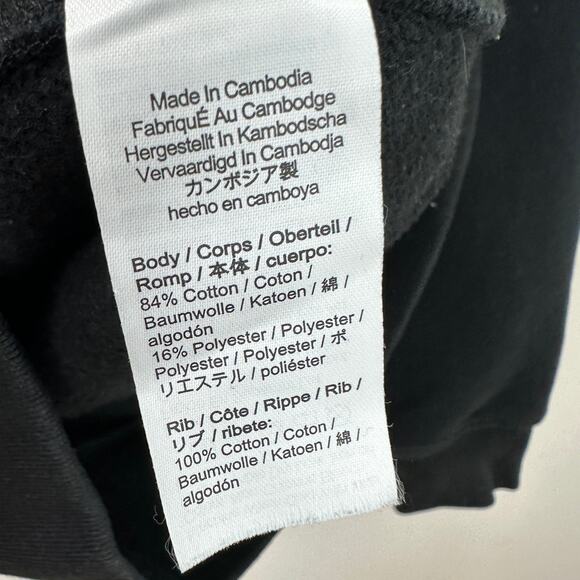 Made In Cambodia
FabriquÉ Au Cambodge
Hergestellt In Kambodscha
Vervaardigd In Cambodja
カンボジア製
hecho en camboya
Body / Corps / Oberteil /
Romp / 本体 / cuerpo:
84% Cotton / Coton /
Baumwolle / Katoen / 綿 /
algodón
16% Polyester / Polyester /
Polyester / Polyester / ポ
リエステル / poliéster
Rib / Côte / Rippe / Rib /
リブ / ribete:
100% Cotton / Coton /
Baumwolle / Katoen / 綿 /
algodón